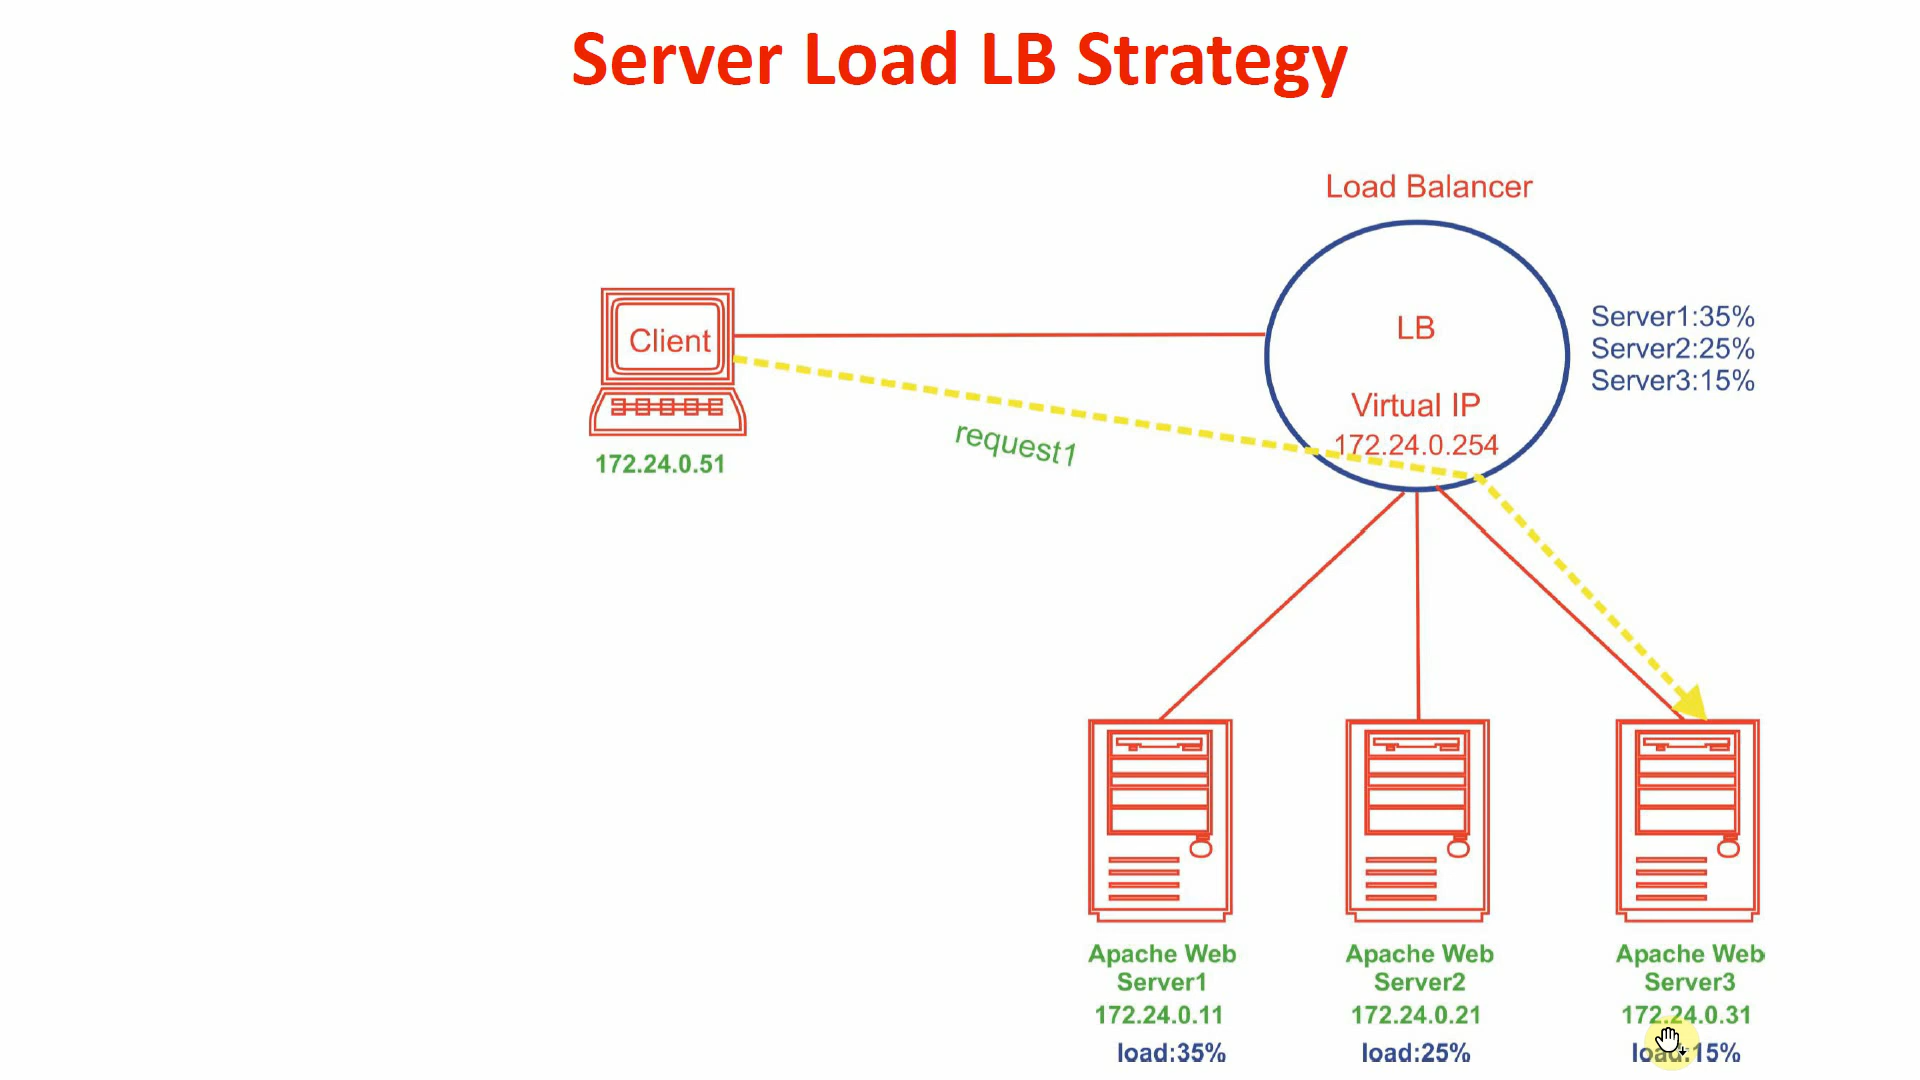 Server Load LB Strategy
Load Balancer
LB
Virtual IP
172.24.0.254
Server1:35%
Server2:25%
Server3:15%
Client
172.24.0.51
request1
Apache Web
Server1
172.24.0.11
load:35%
Apache Web
Server2
172.24.0.21
load:25%
Apache Web
Server3
172.24.0.31
load:15%